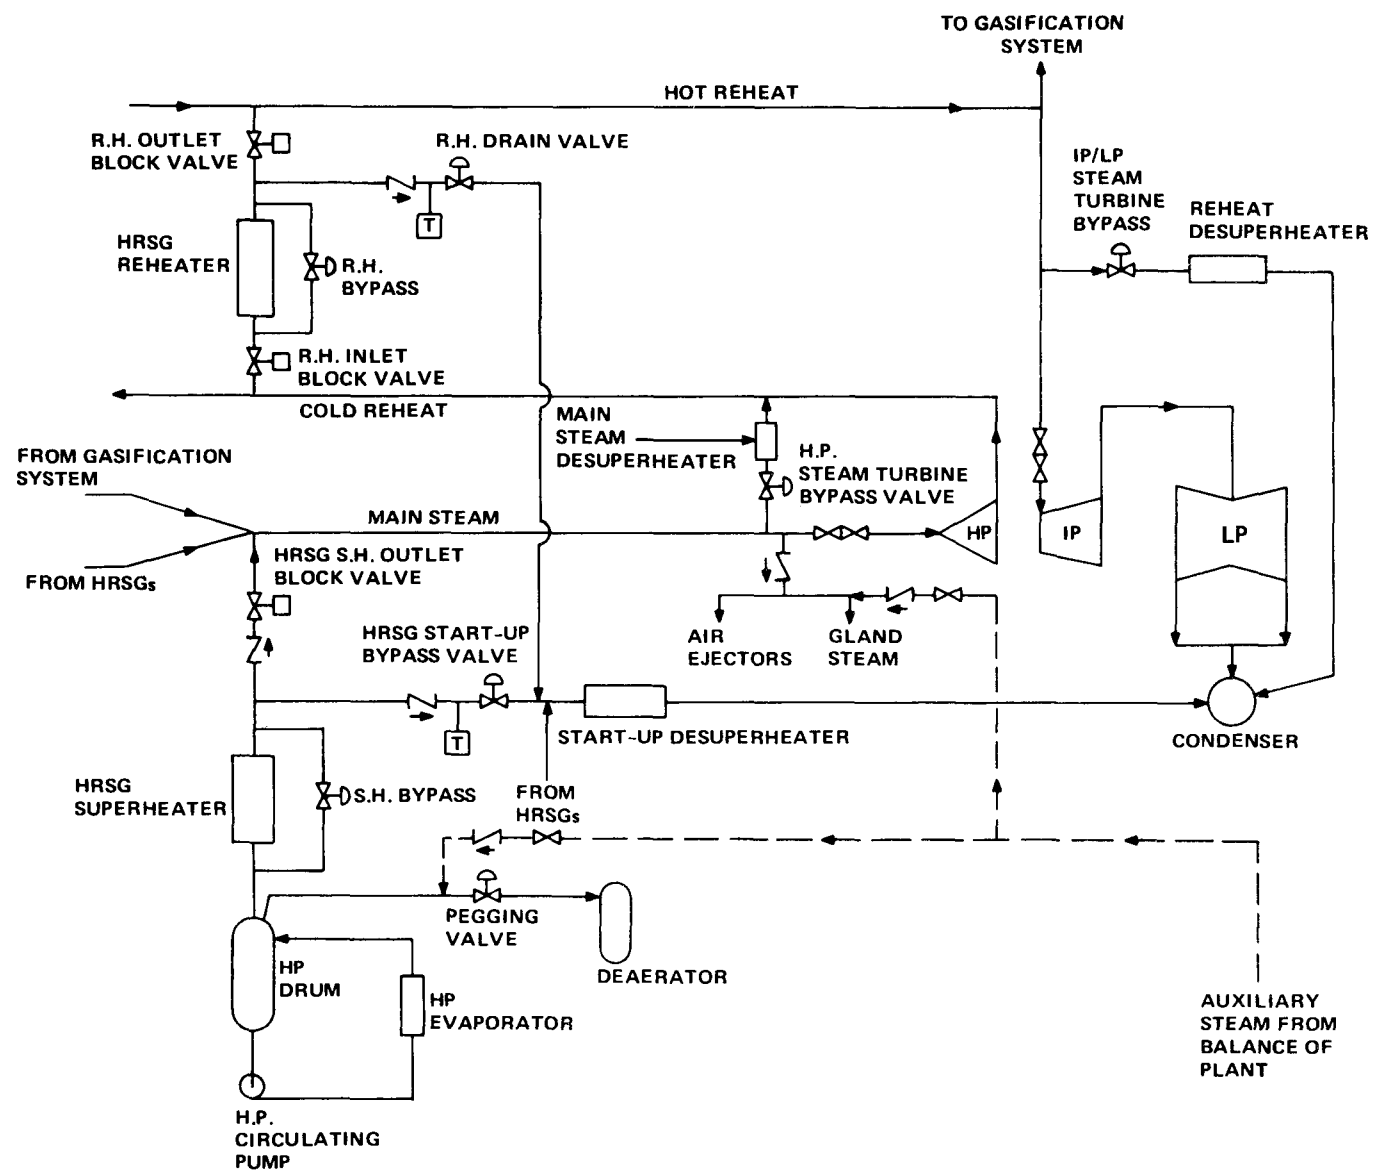 TO GASIFICATION
SYSTEM
HOT REHEAT
R.H. OUTLET
BLOCK VALVE
R.H. DRAIN VALVE
IP/LP
STEAM
TURBINE
BYPASS
REHEAT
DESUPERHEATER
T
HRSG
REHEATER
R.H.
BYPASS
R.H. INLET
BLOCK VALVE
COLD REHEAT
MAIN
STEAM
DESUPERHEATER
H.P.
STEAM TURBINE
BYPASS VALVE
FROM GASIFICATION
SYSTEM
MAIN STEAM
HP
IP
LP
FROM HRSGs
HRSG S.H. OUTLET
BLOCK VALVE
AIR
EJECTORS
GLAND
STEAM
HRSG START-UP
BYPASS VALVE
T
START-UP DESUPERHEATER
CONDENSER
HRSG
SUPERHEATER
S.H. BYPASS
FROM
HRSGs
PEGGING
VALVE
DEAERATOR
HP
DRUM
HP
EVAPORATOR
AUXILIARY
STEAM FROM
BALANCE OF
PLANT
H.P.
CIRCULATING
PUMP